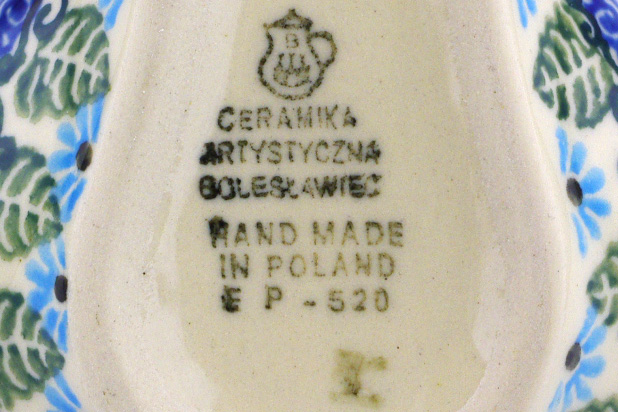 B
CERAMIKA
ARTYSTYCZNA
BOLESŁAWIEC
HAND MADE
IN POLAND
E P - 520